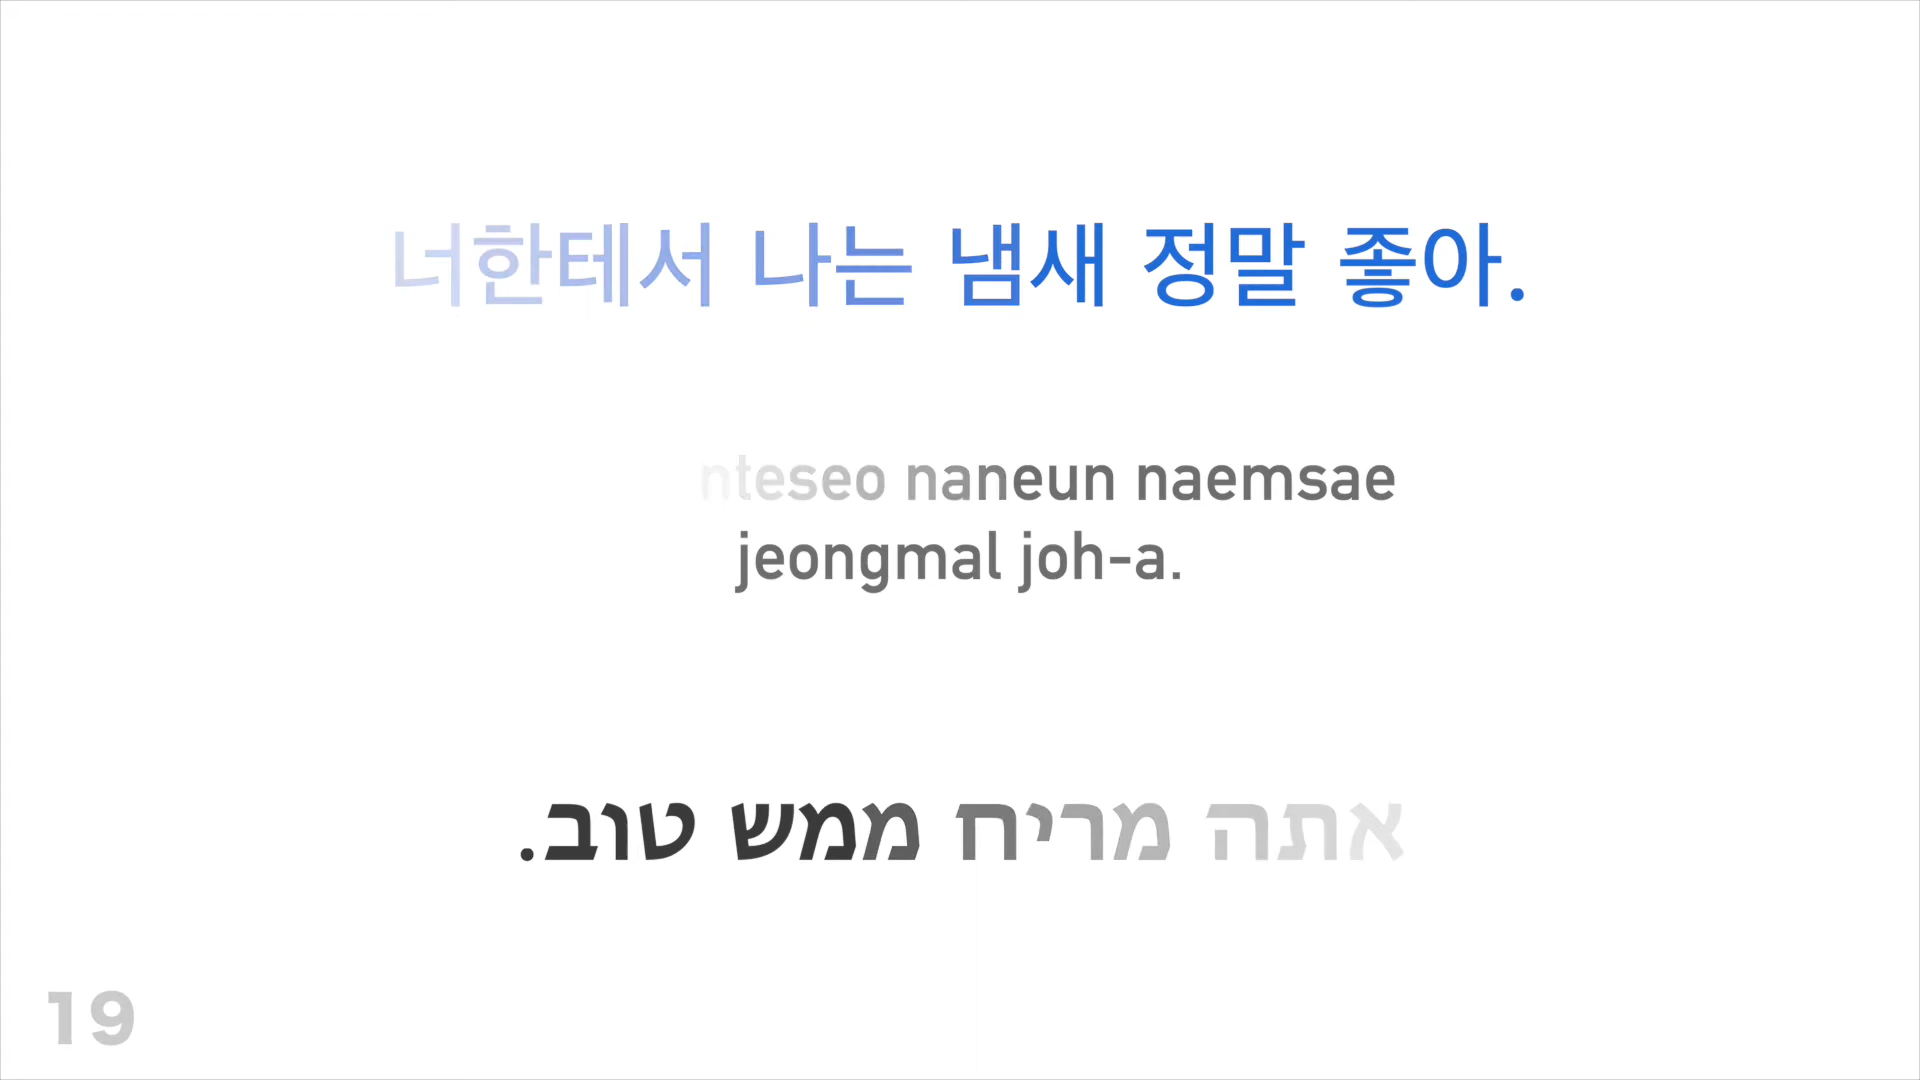 너한테서 나는 냄새 정말 좋아.
nteseo naneun naemsae
jeongmal joh-a.
אתה מריח ממש טוב.
19